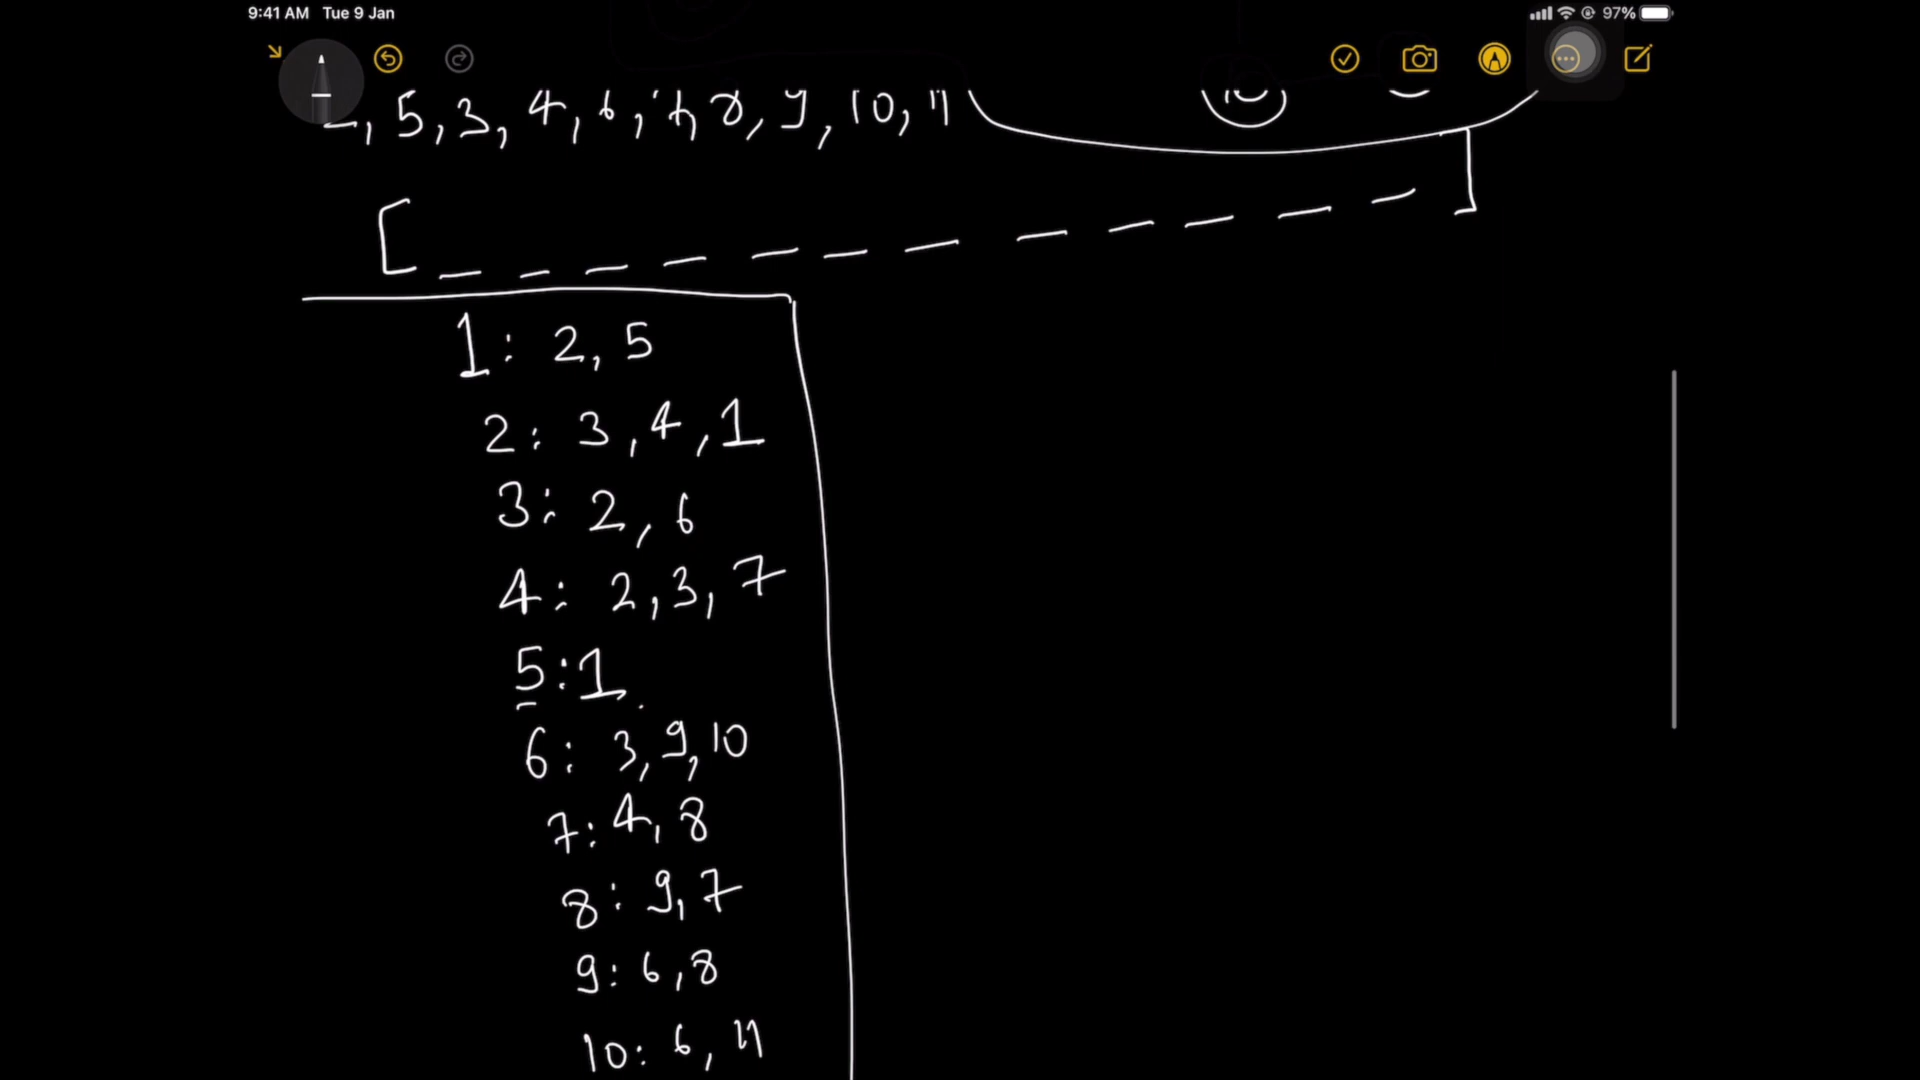 9:41 AM Tue 9 Jan 97%
5, 3, 4, 6, 7, 8, 9, 10, 11
[ _ _ _ _ _ _ _ _ _ _ _ _ ]
1: 2, 5
2: 3, 4, 1
3: 2, 6
4: 2, 3, 7
5: 1
6: 3, 9, 10
7: 4, 8
8: 9, 7
9: 6, 8
10: 6, 11